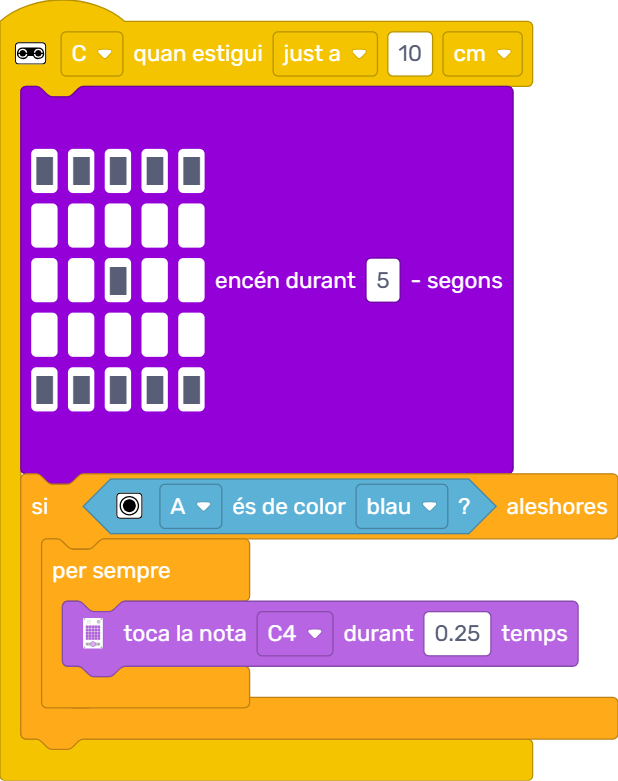 C quan estigui just a 10 cm
encén durant 5 - segons
si A és de color blau ? aleshores
per sempre
toca la nota C4 durant 0.25 temps